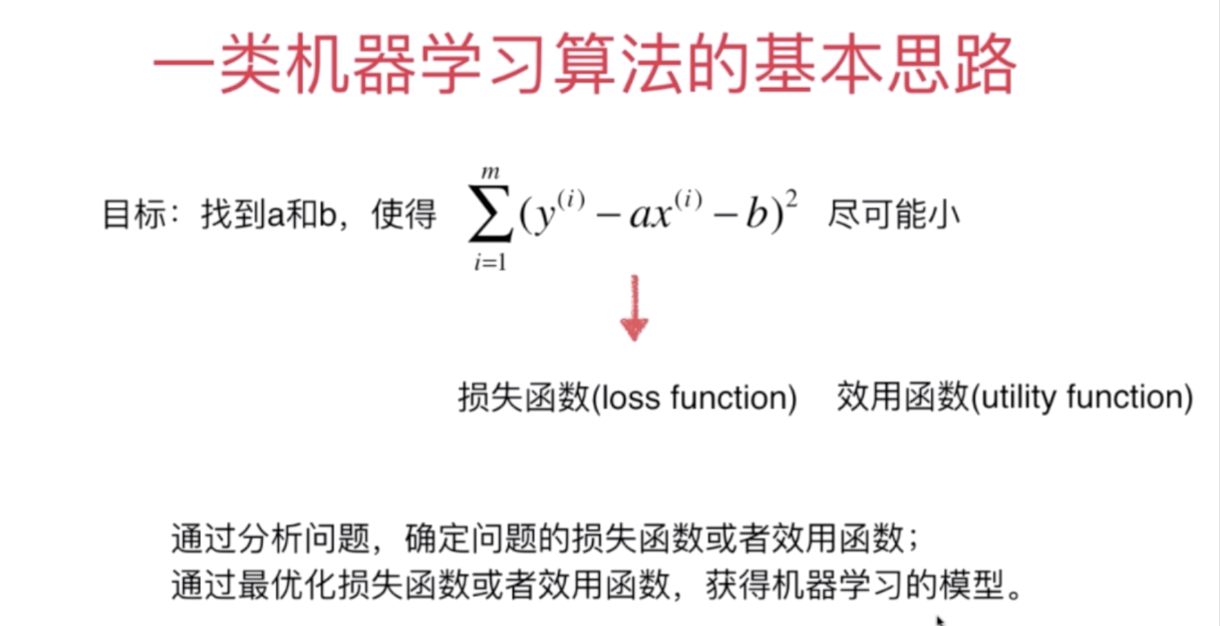 一类机器学习算法的基本思路
目标：找到a和b，使得 $\sum_{i=1}^{m}(y^{(i)} - ax^{(i)} - b)^2$ 尽可能小
损失函数(loss function) 效用函数(utility function)
通过分析问题，确定问题的损失函数或者效用函数；
通过最优化损失函数或者效用函数，获得机器学习的模型。